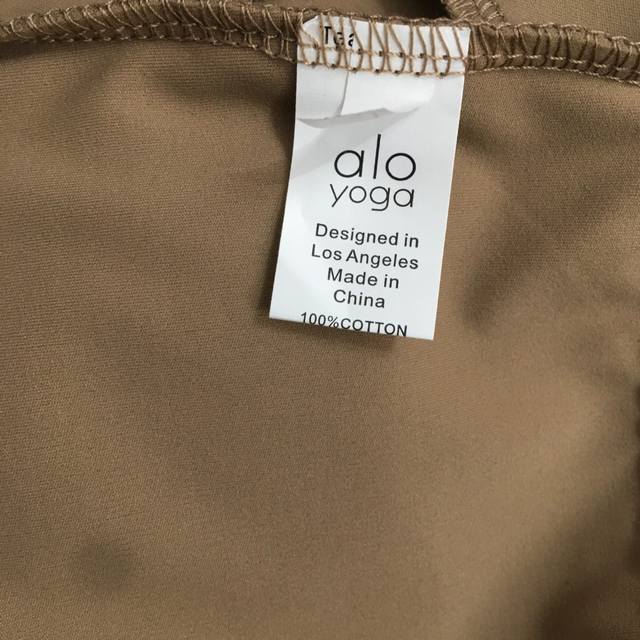 alo
yoga
Designed in
Los Angeles
Made in
China
100%COTTON